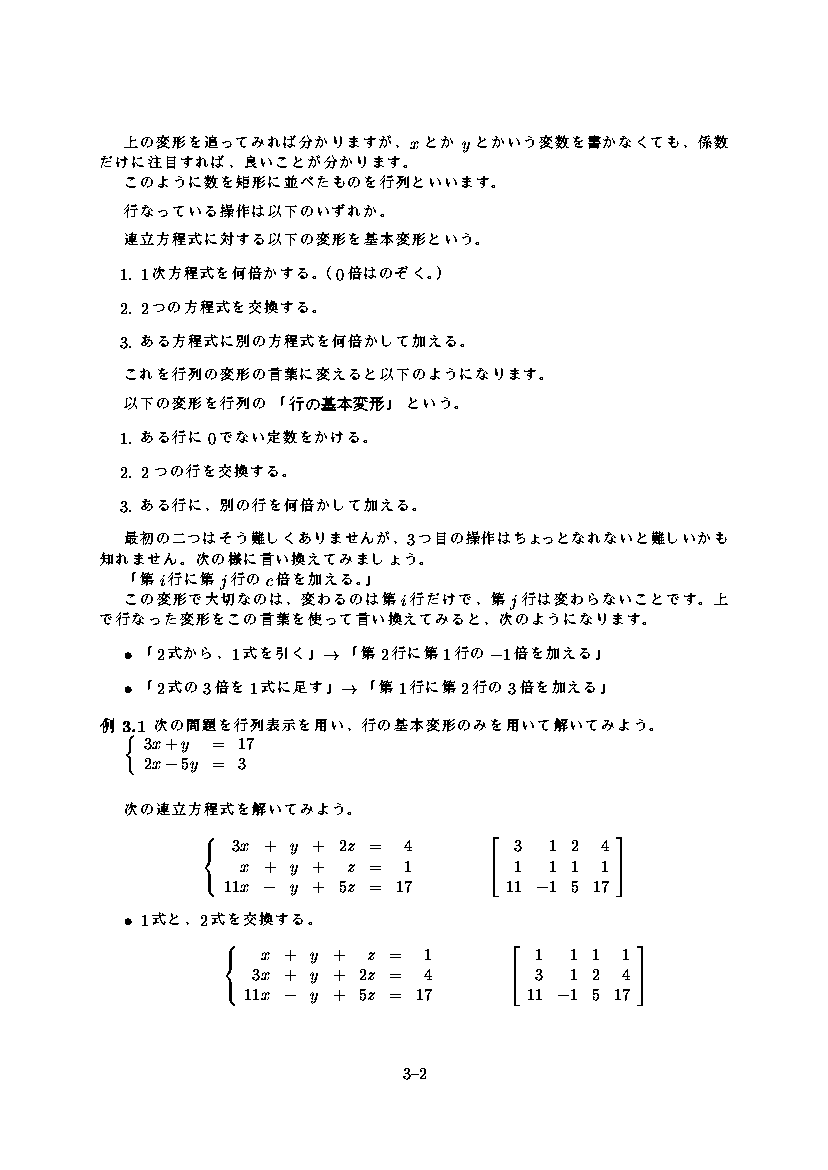 上の変形を追ってみれば分かりますが、x とか y とかいう変数を書かなくても、係数
だけに注目すれば、良いことが分かります。
このように数を矩形に並べたものを行列といいます。
行なっている操作は以下のいずれか。
連立方程式に対する以下の変形を基本変形という。
1. 1次方程式を何倍かする。（0倍はのぞく。）
2. 2つの方程式を交換する。
3. ある方程式に別の方程式を何倍かして加える。
これを行列の変形の言葉に変えると以下のようになります。
以下の変形を行列の 「行の基本変形」 という。
1. ある行に 0でない定数をかける。
2. 2 つの行を交換する。
3. ある行に、別の行を何倍かして加える。
最初の二つはそう難しくありませんが、3つ目の操作はちょっとなれないと難しいかも
知れません。次の様に言い換えてみましょう。
「第 i行に第 j 行の c倍を加える。」
この変形で大切なのは、変わるのは第 i行だけで、第 j 行は変わらないことです。上
で行なった変形をこの言葉を使って言い換えてみると、次のようになります。
• 「2式から、1式を引く」→ 「第 2行に第 1 行の −1倍を加える」
• 「2式の 3 倍を 1式に足す」→ 「第 1行に第 2行の 3 倍を加える」
例 3.1 次の問題を行列表示を用い、行の基本変形のみを用いて解いてみよう。
3x + y = 17
2x − 5y = 3
次の連立方程式を解いてみよう。
3x + y + 2z = 4 3 1 2 4
x + y + z = 1 1 1 1 1
11x − y + 5z = 17 11 −1 5 17
• 1式と、2式を交換する。
x + y + z = 1 1 1 1 1
3x + y + 2z = 4 3 1 2 4
11x − y + 5z = 17 11 −1 5 17
3–2